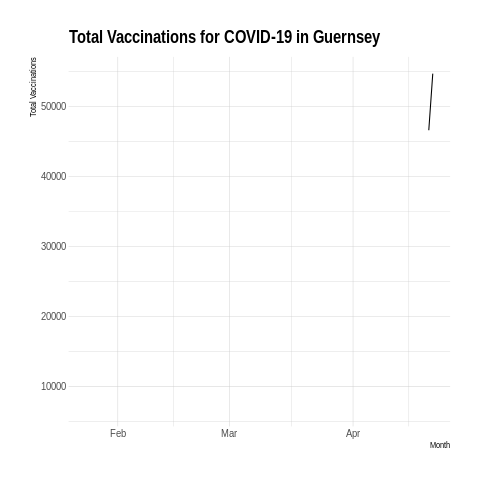 Total Vaccinations for COVID-19 in Guernsey
Total Vaccinations
50000
40000
30000
20000
10000
Feb Mar Apr
Month